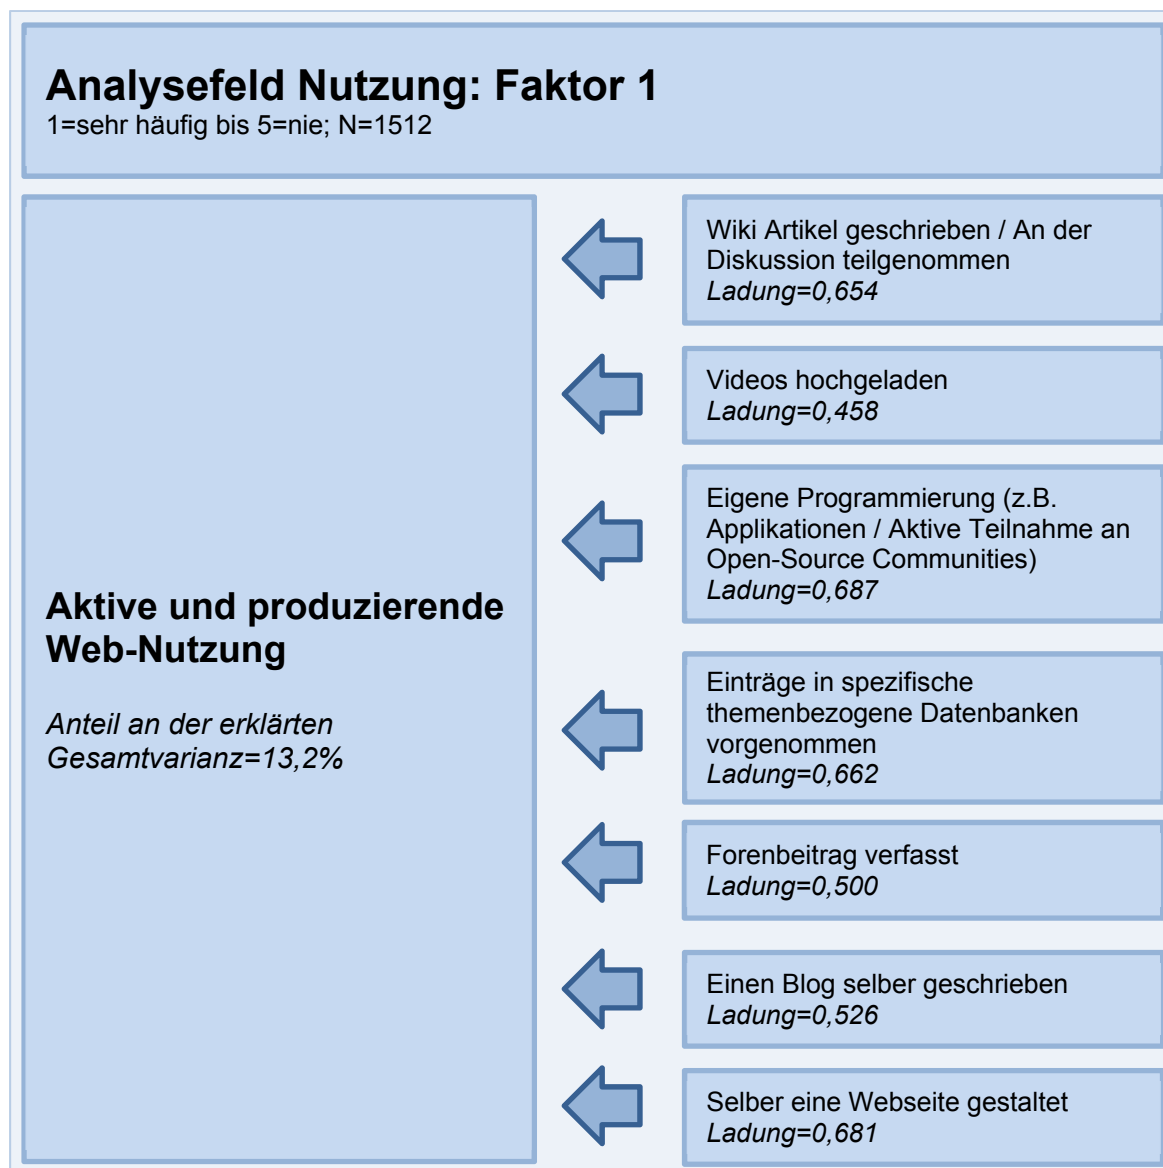 Analysefeld Nutzung: Faktor 1
1=sehr häufig bis 5=nie; N=1512
Aktive und produzierende
Web-Nutzung
Anteil an der erklärten
Gesamtvarianz=13,2%
Wiki Artikel geschrieben / An der
Diskussion teilgenommen
Ladung=0,654
Videos hochgeladen
Ladung=0,458
Eigene Programmierung (z.B.
Applikationen / Aktive Teilnahme an
Open-Source Communities)
Ladung=0,687
Einträge in spezifische
themenbezogene Datenbanken
vorgenommen
Ladung=0,662
Forenbeitrag verfasst
Ladung=0,500
Einen Blog selber geschrieben
Ladung=0,526
Selber eine Webseite gestaltet
Ladung=0,681